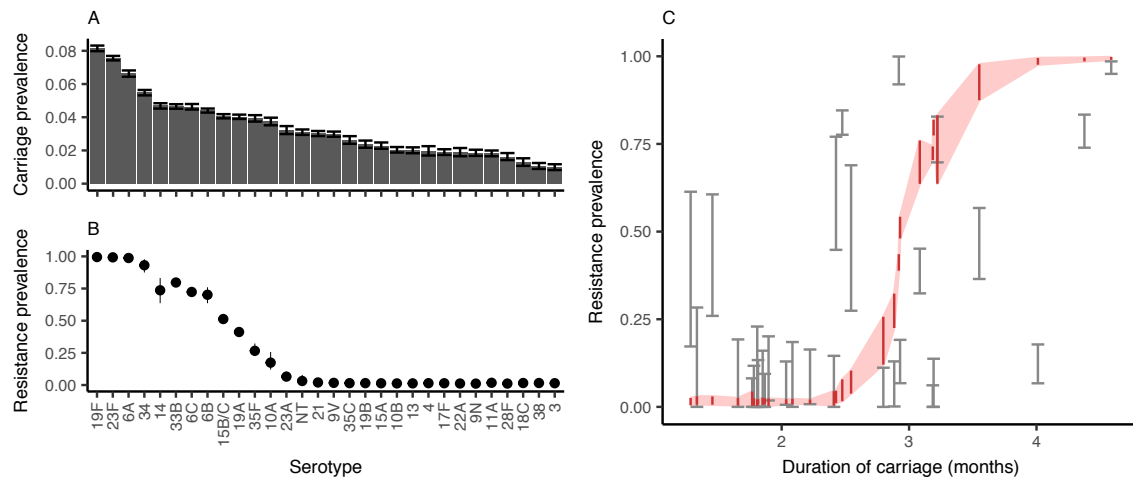 A
Carriage prevalence
0.08
0.06
0.04
0.02
0.00
B
Resistance prevalence
1.00
0.75
0.50
0.25
0.00
19F
23F
6A
34
14
33B
6C
6B
15B/C
19A
35F
10A
23A
NT
21
9V
35C
19B
15A
10B
13
4
17F
22A
9N
11A
28F
18C
38
3
Serotype
C
Resistance prevalence
1.00
0.75
0.50
0.25
0.00
2
3
4
Duration of carriage (months)